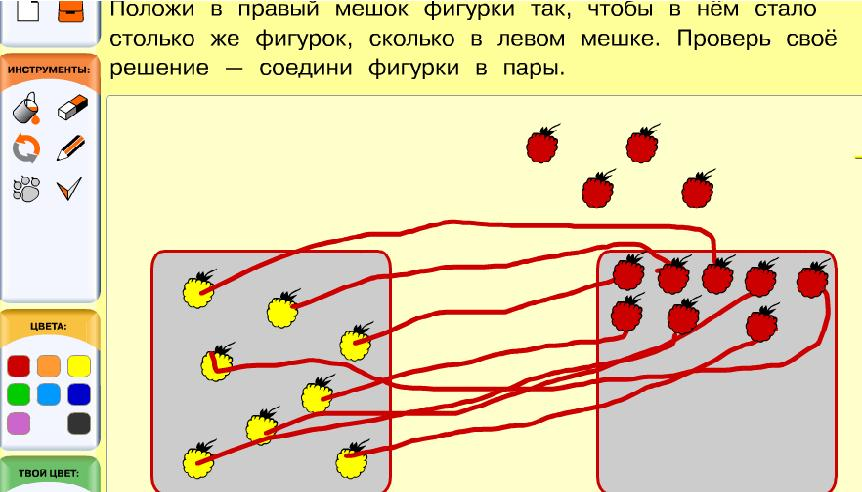 Положи в правый мешок фигурки так, чтобы в нём стало
столько же фигурок, сколько в левом мешке. Проверь своё
решение — соедини фигурки в пары.
ИНСТРУМЕНТЫ:
ЦВЕТА:
ТВОЙ ЦВЕТ: